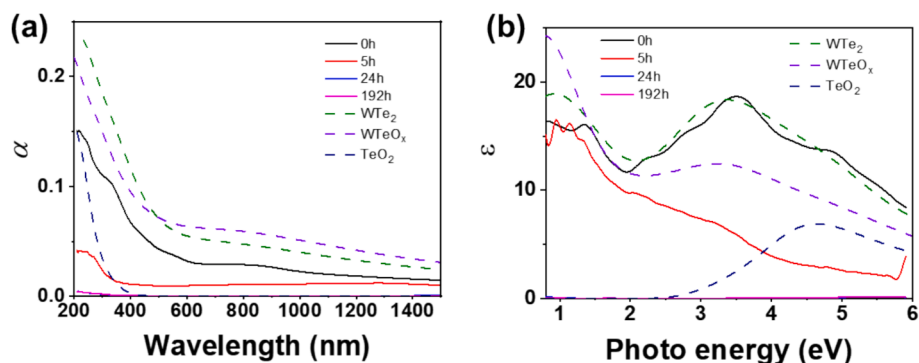 (a)
0.2
0.1
0.0
α
0h
5h
24h
192h
WTe₂
WTeOₓ
TeO₂
200 400 600 800 1000 1200 1400
Wavelength (nm)
(b)
20
10
0
ε
0h
5h
24h
192h
WTe₂
WTeOₓ
TeO₂
1 2 3 4 5 6
Photo energy (eV)